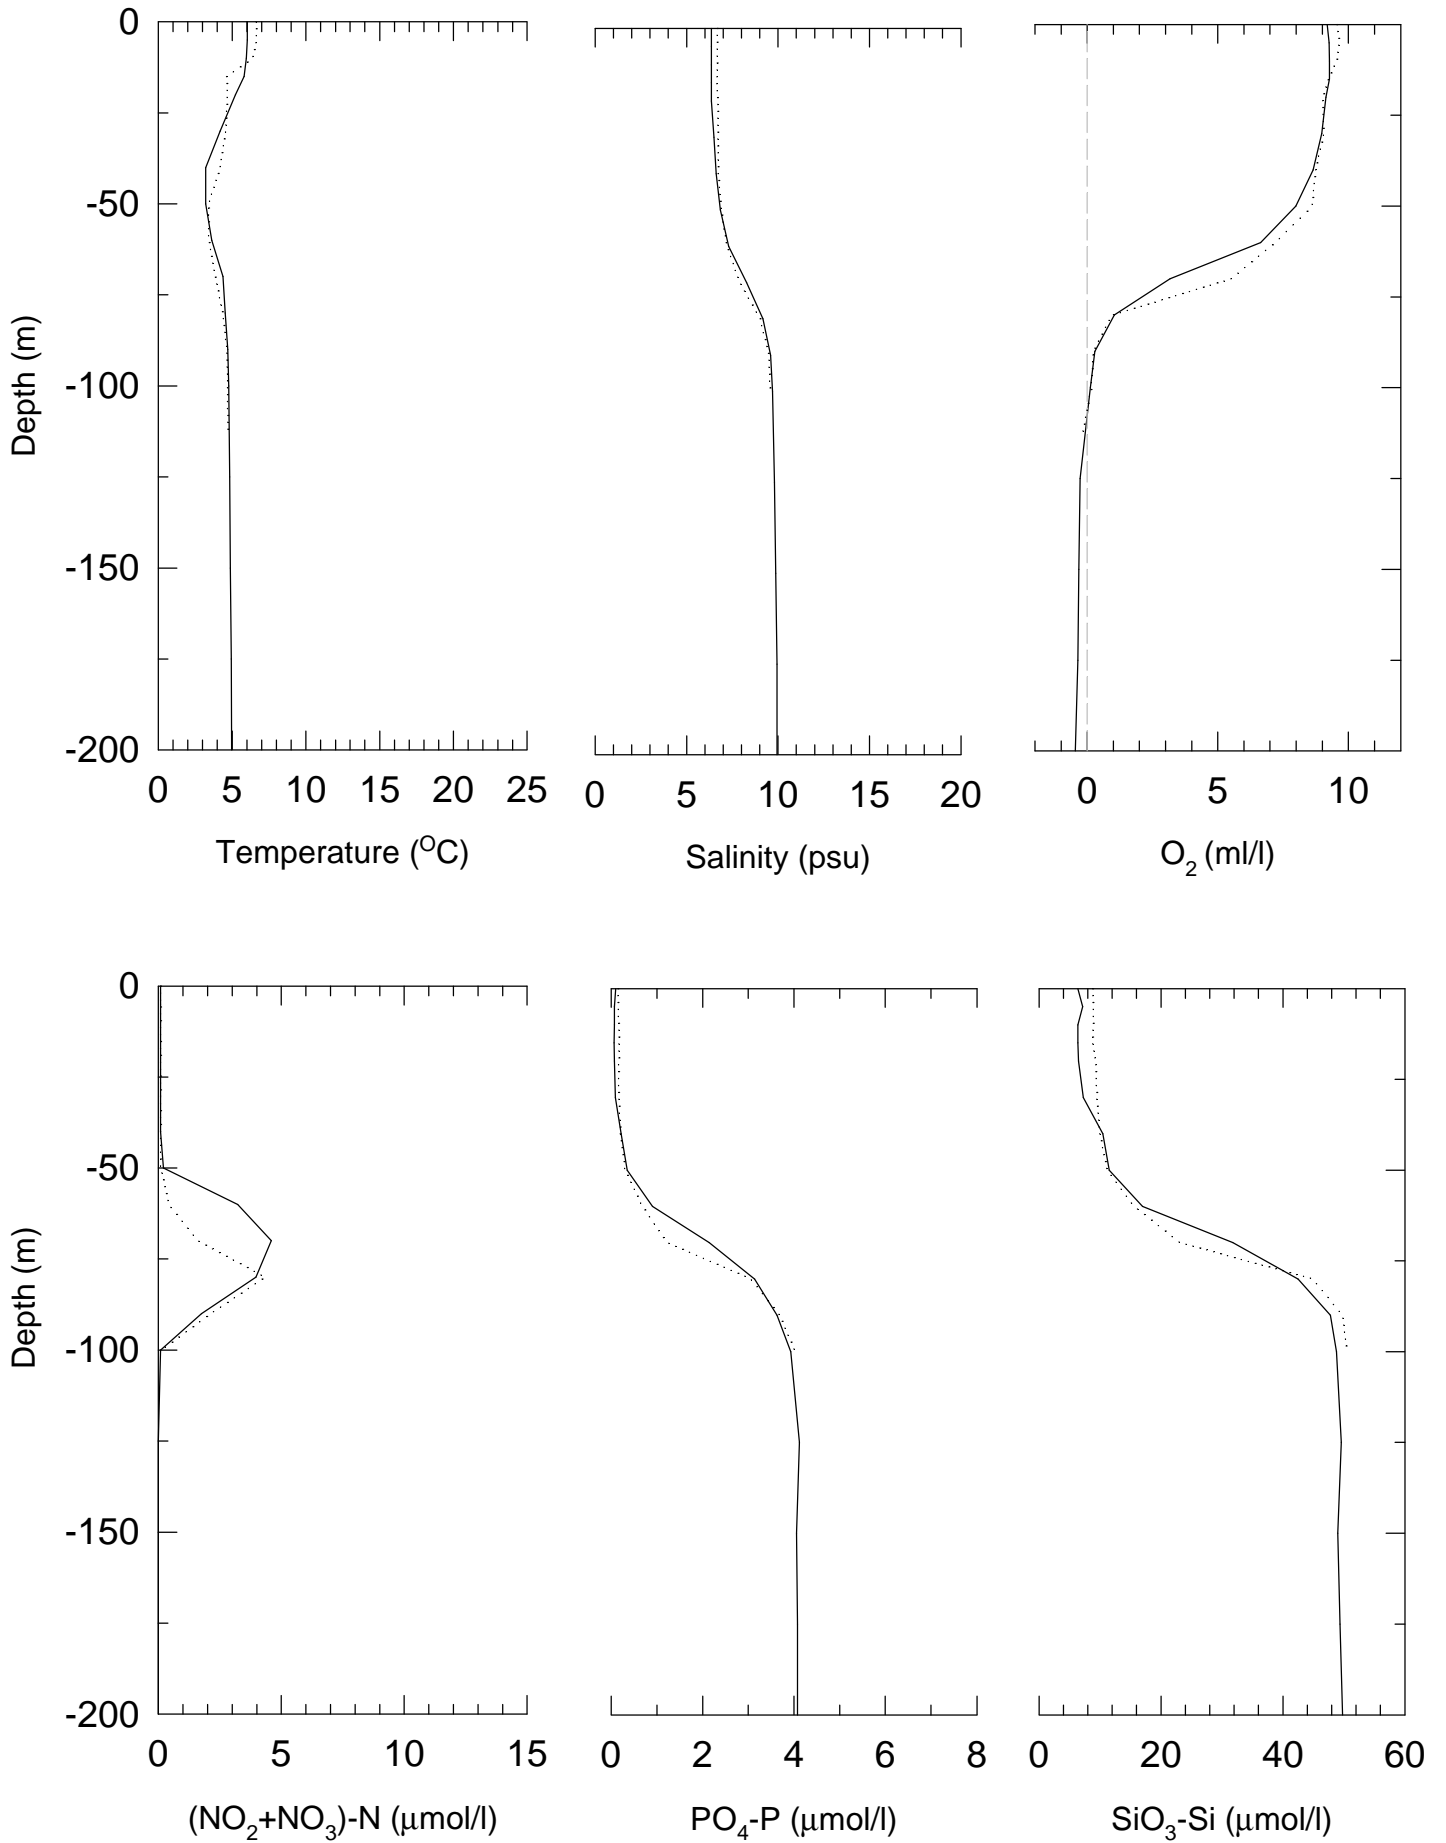 0
-50
-100
-150
-200
Depth (m)
0 5 10 15 20 25
Temperature (OC)
0 5 10 15 20
Salinity (psu)
0 5 10
O2 (ml/l)
0
-50
-100
-150
-200
Depth (m)
0 5 10 15
(NO2+NO3)-N (μmol/l)
0 2 4 6 8
PO4-P (μmol/l)
0 20 40 60
SiO3-Si (μmol/l)